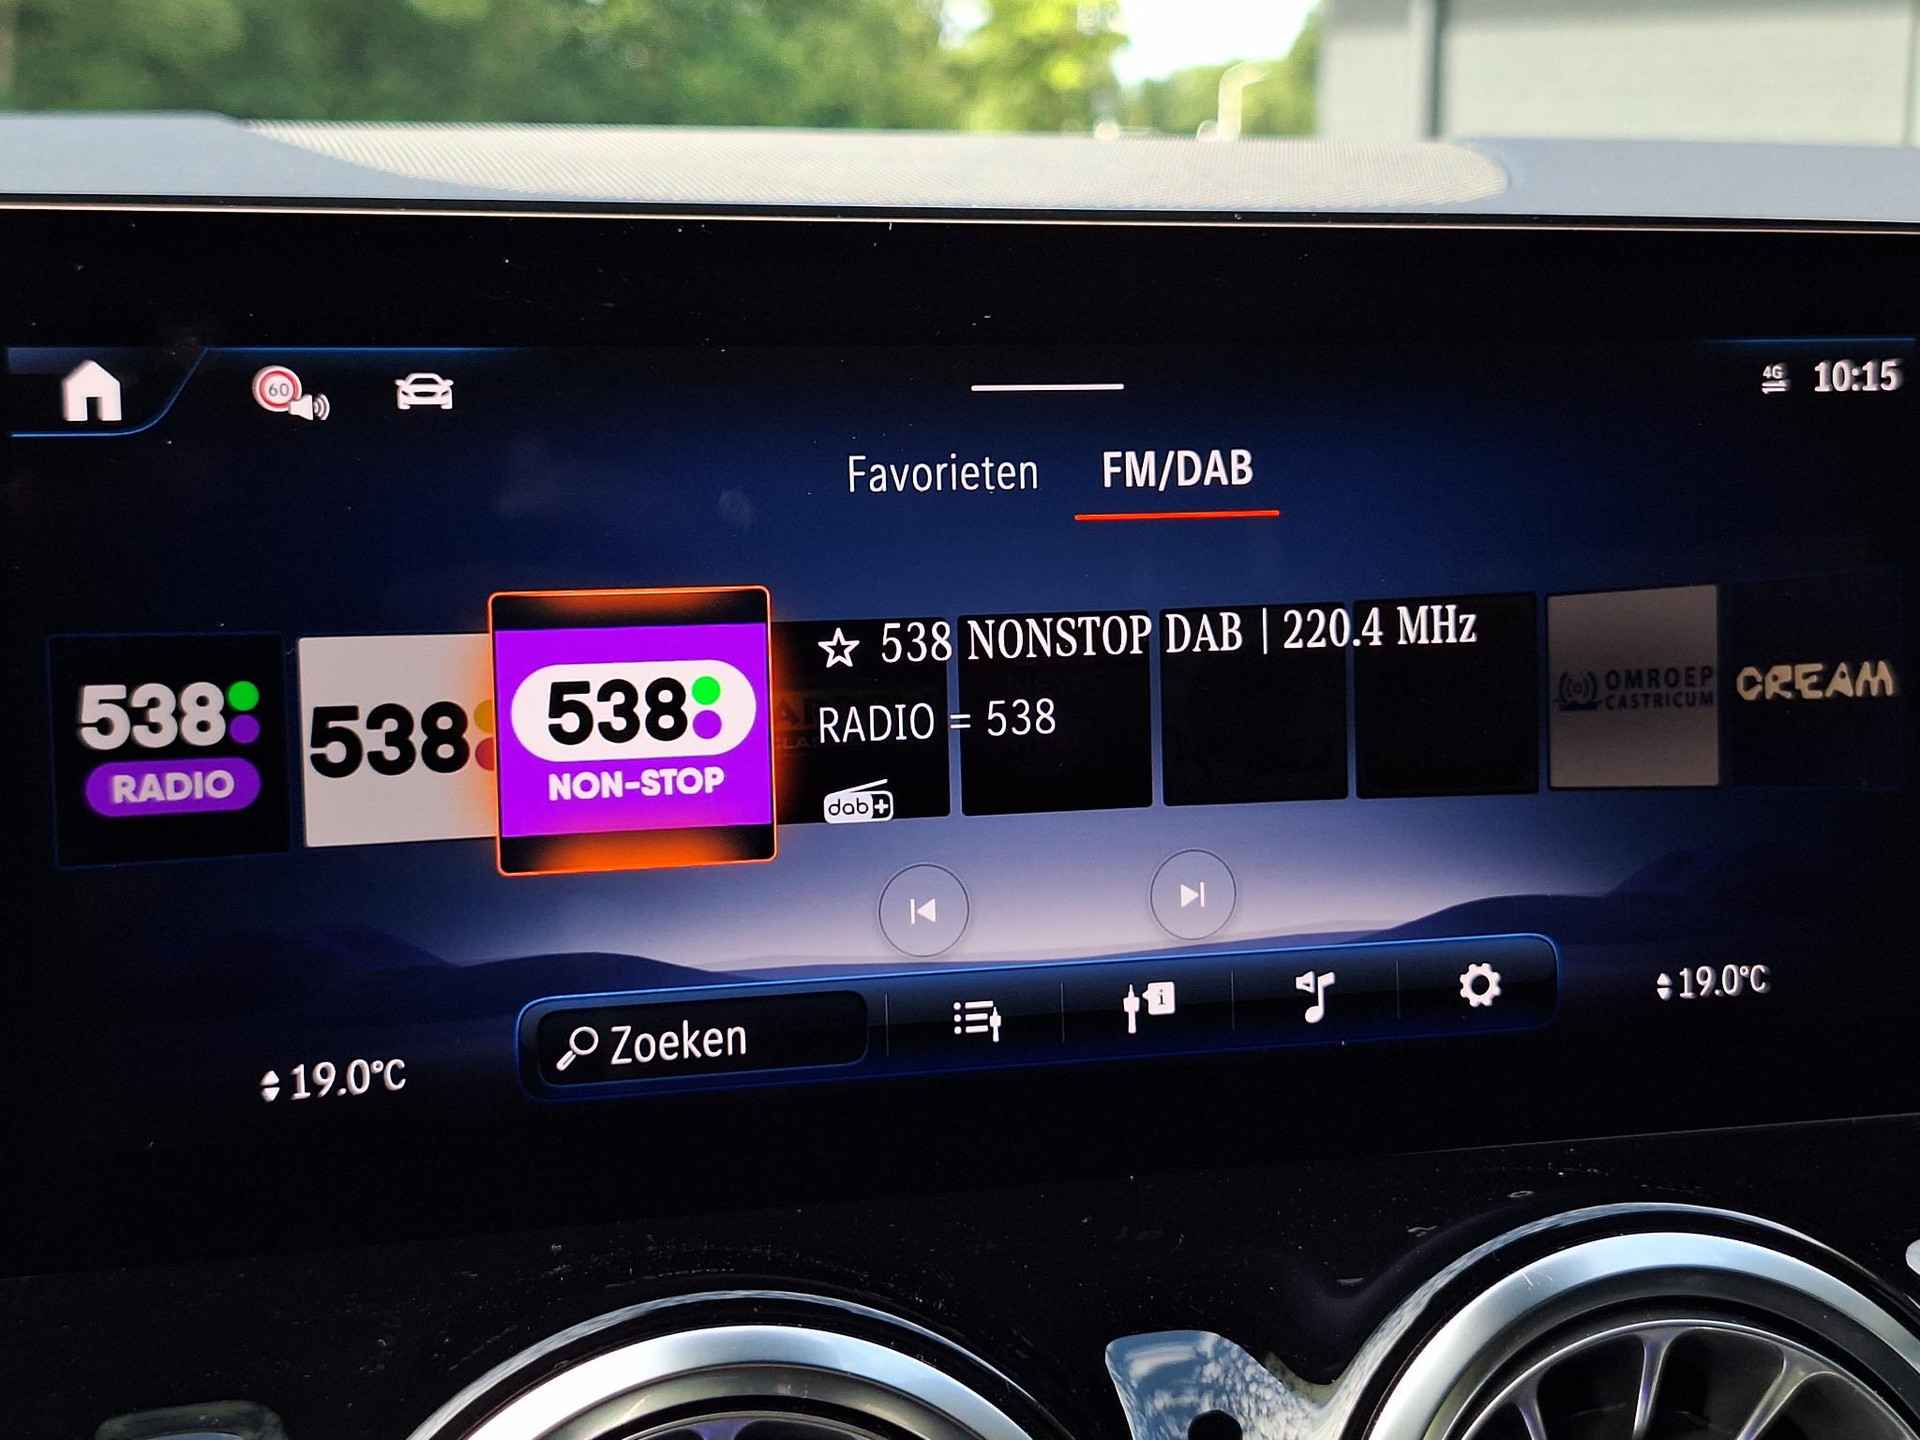 60
4G
10:15
Favorieten
FM/DAB
538
RADIO
538
538
NON-STOP
538 NONSTOP DAB | 220.4 MHz
RADIO = 538
dab+
OMROEP
CASTRICUM
CREAM
Zoeken
i
19.0°C
19.0°C